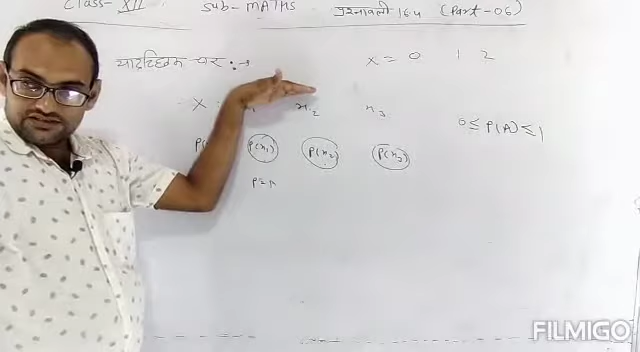 Class- XII Sub- MATHS प्रश्नावली 16.4 (Part-06)
यादृच्छिक चर :→ x = 0 1 2
X x₂ x₃
0 ≤ P(A) ≤ 1
P(x₁) P(x₂) P(x₃)
FILMIGO